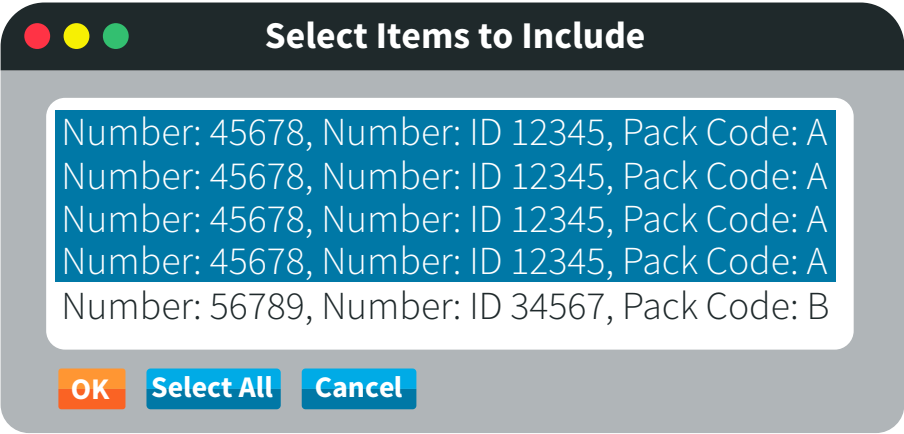 Select Items to Include
Number: 45678, Number: ID 12345, Pack Code: A
Number: 45678, Number: ID 12345, Pack Code: A
Number: 45678, Number: ID 12345, Pack Code: A
Number: 45678, Number: ID 12345, Pack Code: A
Number: 56789, Number: ID 34567, Pack Code: B
OK Select All Cancel